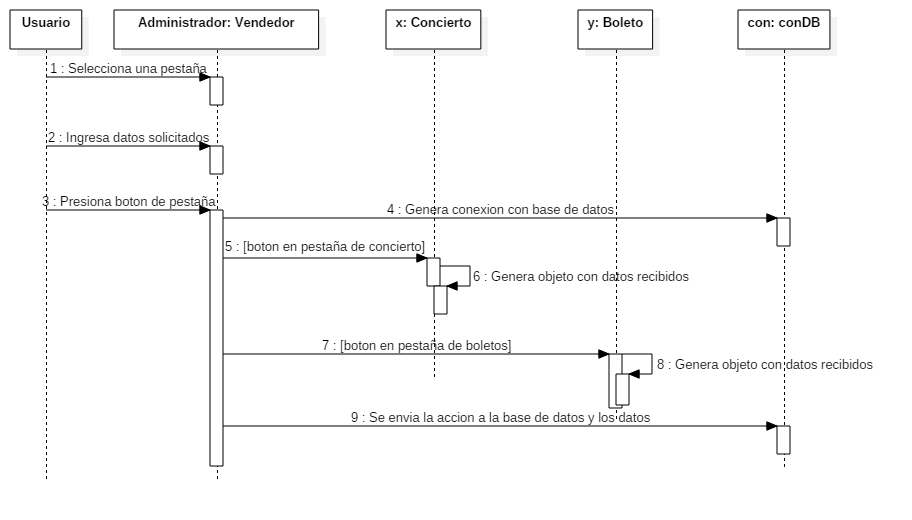 Usuario
Administrador: Vendedor
x: Concierto
y: Boleto
con: conDB
1 : Selecciona una pestaña
2 : Ingresa datos solicitados
3 : Presiona boton de pestaña
4 : Genera conexion con base de datos
5 : [boton en pestaña de concierto]
6 : Genera objeto con datos recibidos
7 : [boton en pestaña de boletos]
8 : Genera objeto con datos recibidos
9 : Se envia la accion a la base de datos y los datos